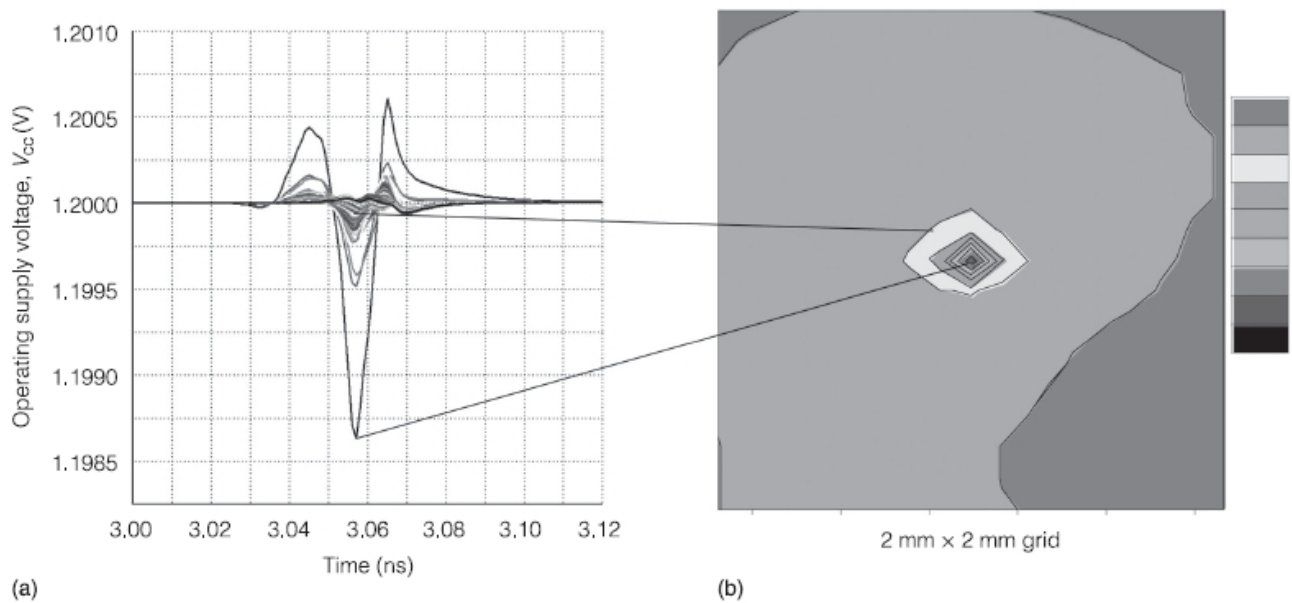 1.2010
1.2005
1.2000
1.1995
1.1990
1.1985
Operating supply voltage, VCC (V)
3.00 3.02 3.04 3.06 3.08 3.10 3.12
Time (ns)
(a)
2 mm × 2 mm grid
(b)